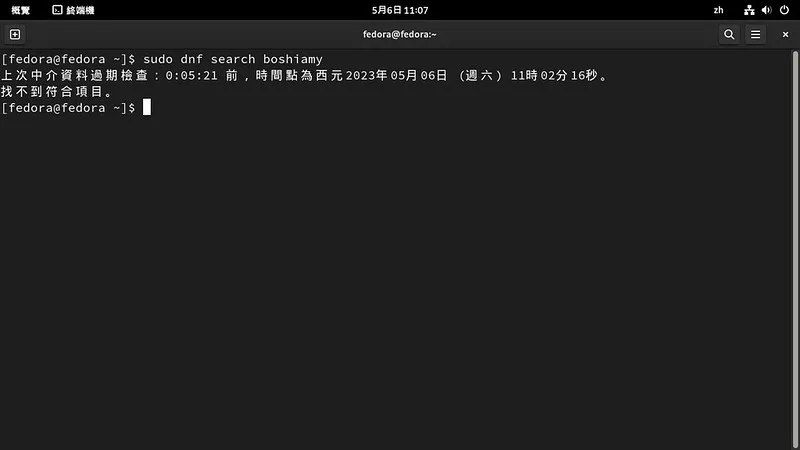 概覽 終端機 5月6日 11:07 zh
fedora@fedora:~
[fedora@fedora ~]$ sudo dnf search boshiamy
上次中介資料過期檢查：0:05:21 前，時間點為西元2023年05月06日 (週六) 11時02分16秒。
找不到符合項目。
[fedora@fedora ~]$